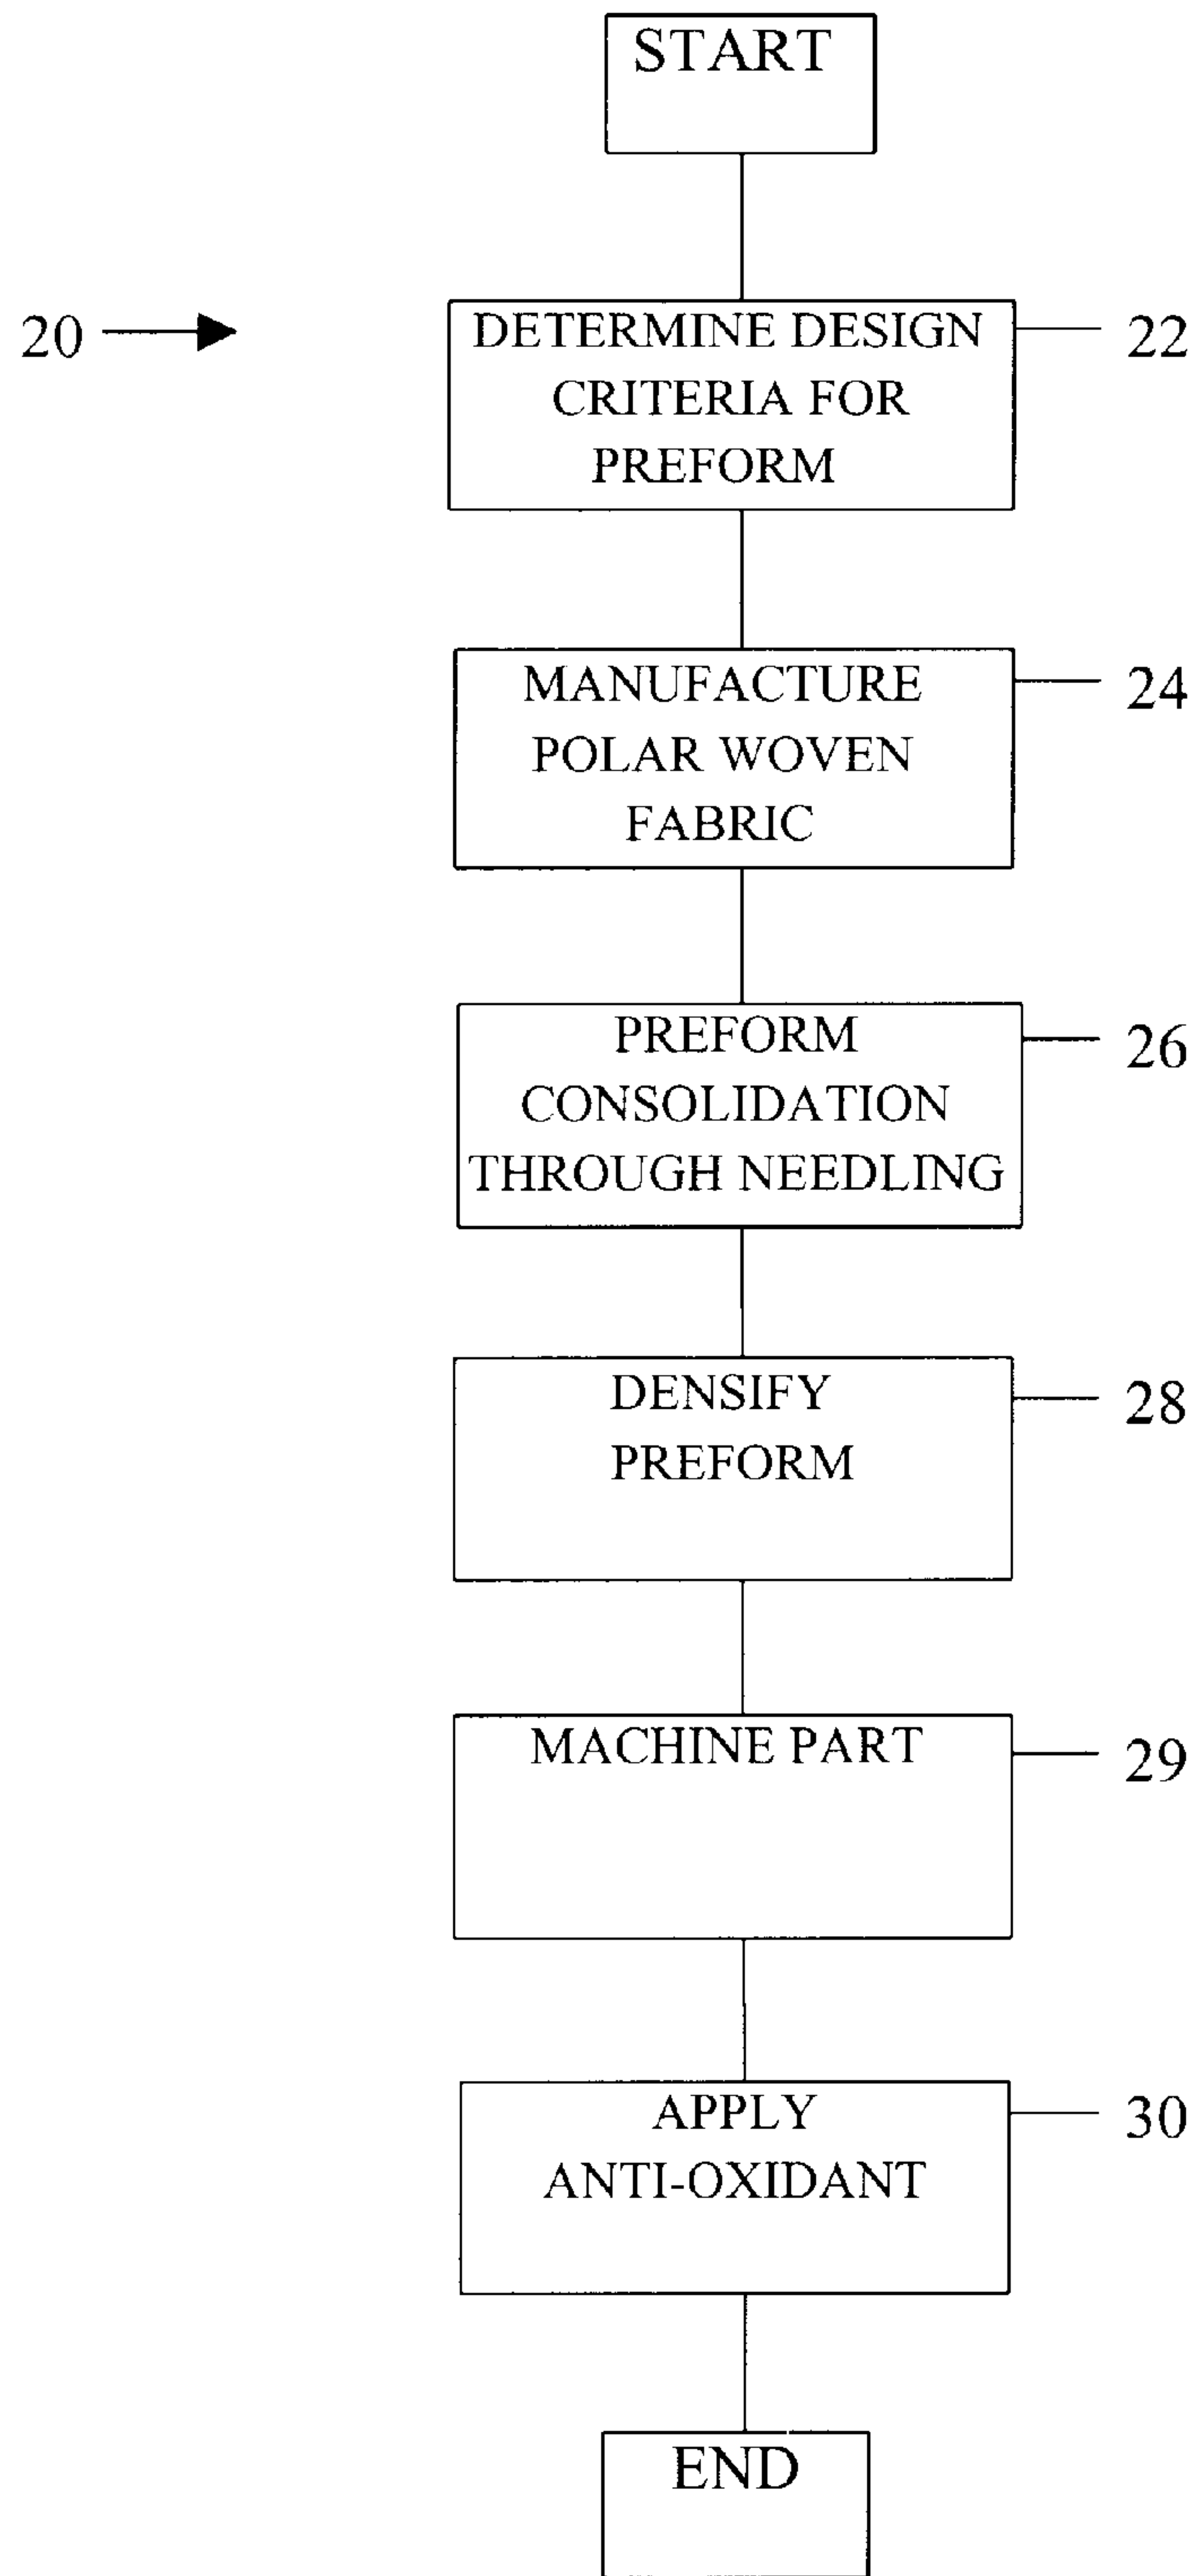 START
20
DETERMINE DESIGN
CRITERIA FOR
PREFORM
22
MANUFACTURE
POLAR WOVEN
FABRIC
24
PREFORM
CONSOLIDATION
THROUGH NEEDLING
26
DENSIFY
PREFORM
28
MACHINE PART
29
APPLY
ANTI-OXIDANT
30
END